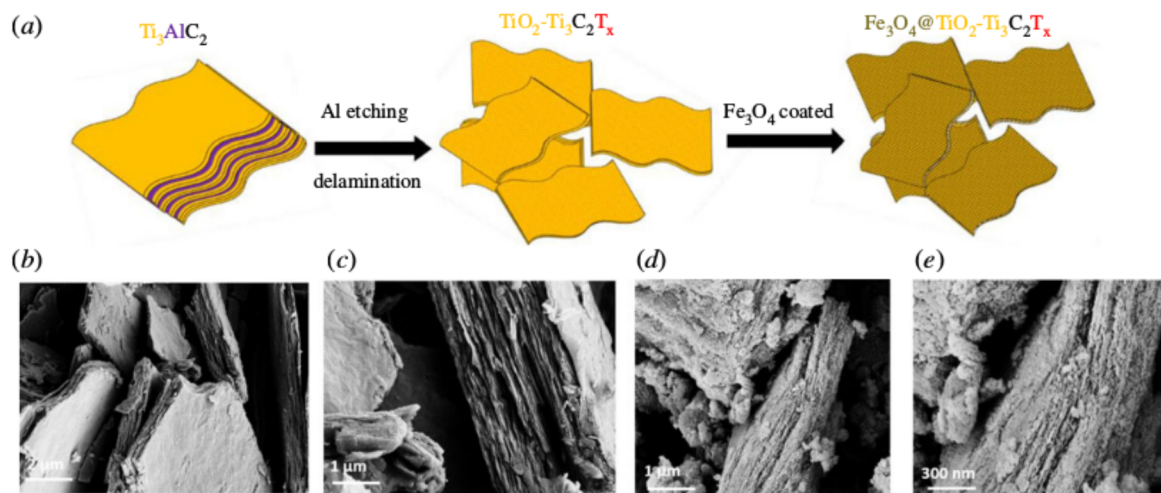 (a)
Ti₃AlC₂
TiO₂-Ti₃C₂Tₓ
Fe₃O₄@TiO₂-Ti₃C₂Tₓ
Al etching
delamination
Fe₃O₄ coated
(b)
(c)
(d)
(e)
2 μm
1 μm
1 μm
300 nm